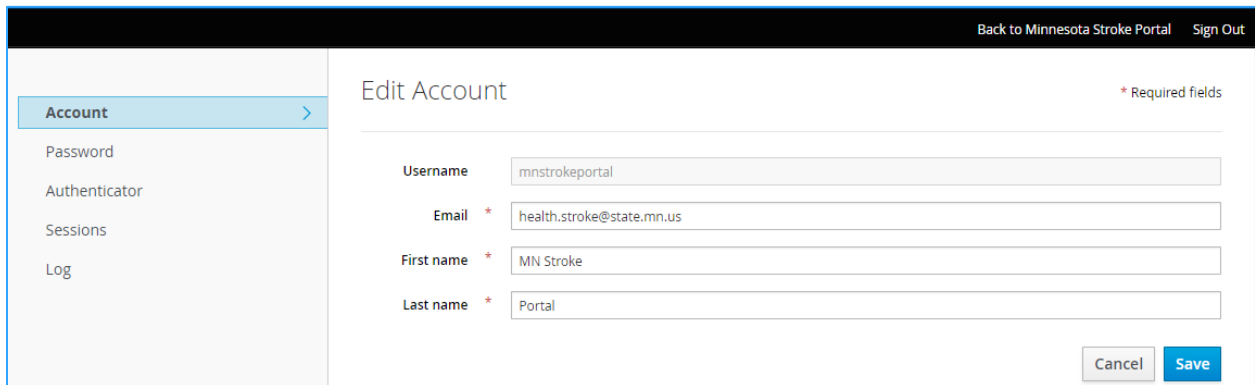 Back to Minnesota Stroke Portal Sign Out
Account
Password
Authenticator
Sessions
Log
Edit Account
* Required fields
Username mnstrokeportal
Email * health.stroke@state.mn.us
First name * MN Stroke
Last name * Portal
Cancel Save